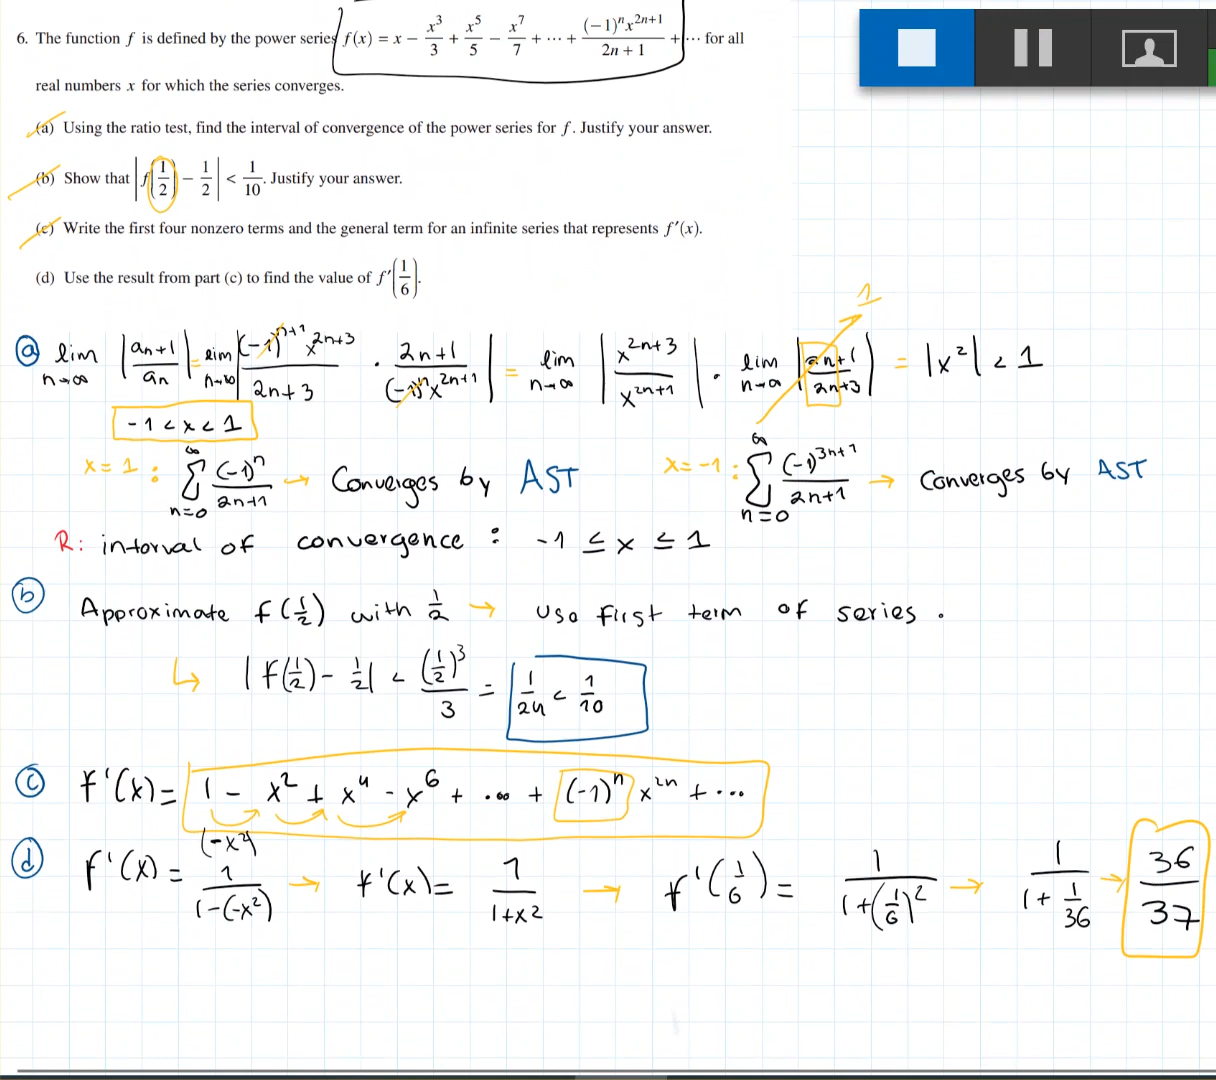 6. The function f is defined by the power series f(x) = x − x³/3 + x⁵/5 − x⁷/7 + ⋯ + (−1)ⁿx²ⁿ⁺¹/(2n + 1) + ⋯ for all
real numbers x for which the series converges.
(a) Using the ratio test, find the interval of convergence of the power series for f. Justify your answer.
(b) Show that |f(1/2) − 1/2| < 1/10. Justify your answer.
(c) Write the first four nonzero terms and the general term for an infinite series that represents f′(x).
(d) Use the result from part (c) to find the value of f′(1/6).
1
(a) lim n→∞ |an+1/an| = lim n→∞ |(-1)ⁿ⁺¹ x²ⁿ⁺³/(2n+3) · (2n+1)/((-1)ⁿ x²ⁿ⁺¹)| = lim n→∞ |x²ⁿ⁺³/x²ⁿ⁺¹| · lim n→∞ |(2n+1)/(2n+3)| = |x²| < 1
-1 < x < 1
x = 1 : ∞ Σ n=0 (-1)ⁿ/(2n+1) → Converges by AST x = -1 : ∞ Σ n=0 (-1)³ⁿ⁺¹/(2n+1) → Converges by AST
R: interval of convergence : -1 ≤ x ≤ 1
(b) Approximate f(1/2) with 1/2 → Use first term of series.
↳ |f(1/2) - 1/2| < (1/2)³/3 = 1/24 < 1/10
(c) f'(x) = 1 - x² + x⁴ - x⁶ + ... + (-1)ⁿ x²ⁿ + ...
(-x²)
(d) f'(x) = 1/(1-(-x²)) → f'(x) = 1/(1+x²) → f'(1/6) = 1/(1+(1/6)²) → 1/(1+1/36) → 36/37